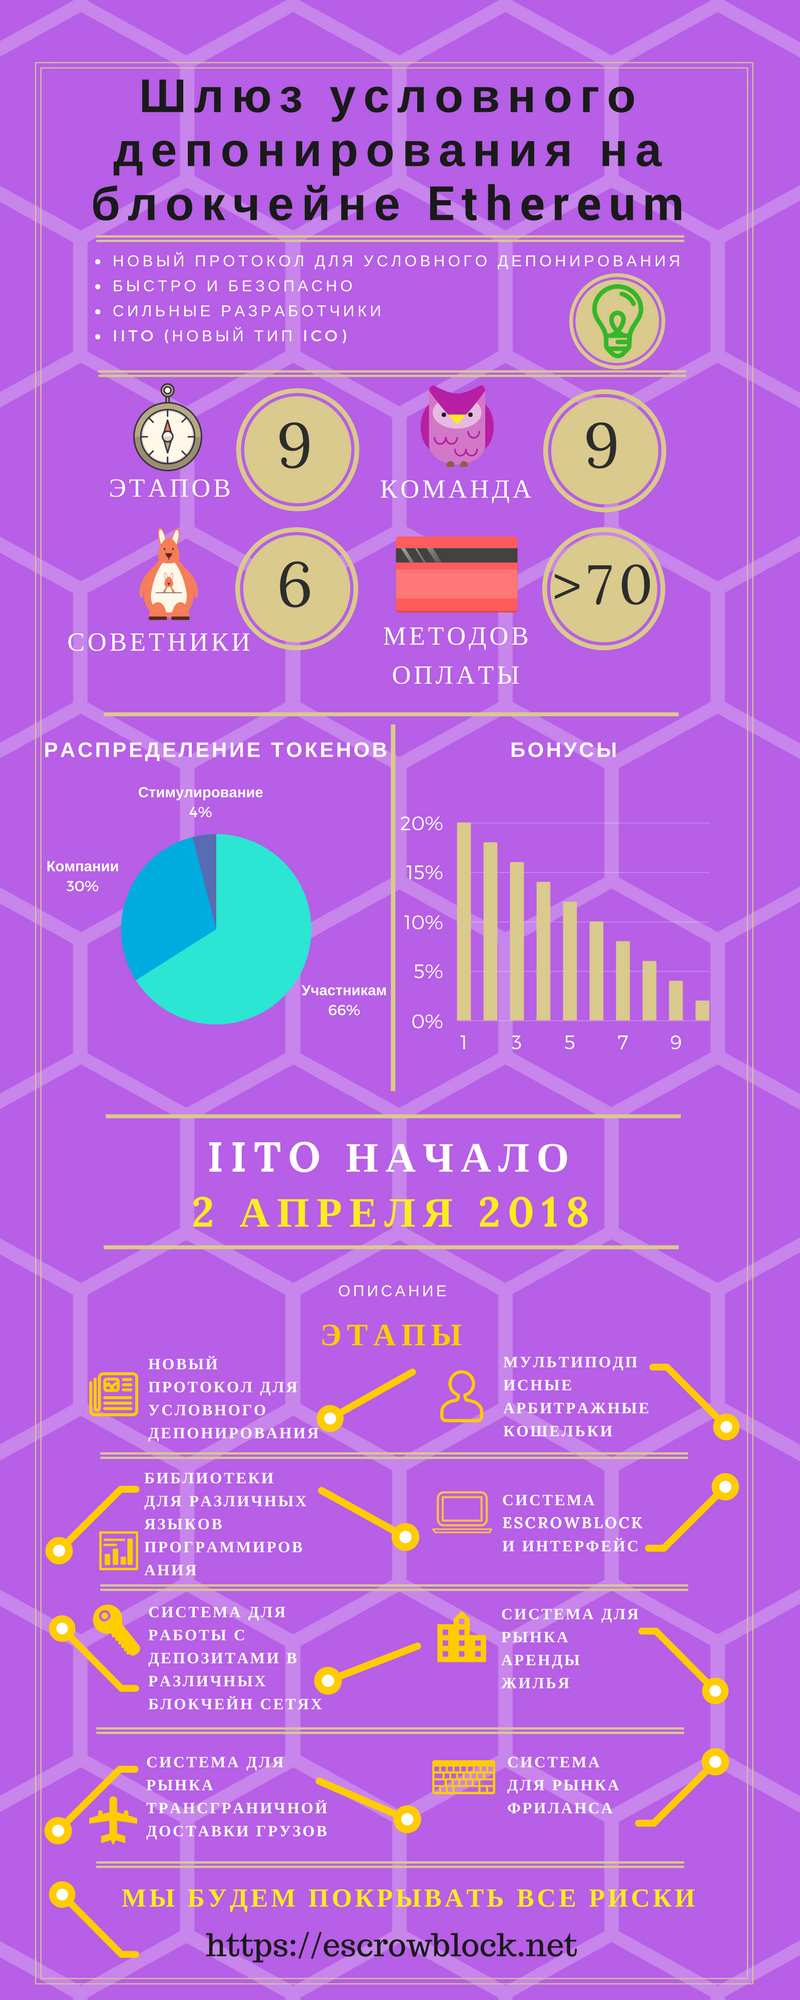 Шлюз условного
депонирования на
блокчейне Ethereum
• НОВЫЙ ПРОТОКОЛ ДЛЯ УСЛОВНОГО ДЕПОНИРОВАНИЯ
• БЫСТРО И БЕЗОПАСНО
• СИЛЬНЫЕ РАЗРАБОТЧИКИ
• IITO (НОВЫЙ ТИП ICO)
9
ЭТАПОВ
9
КОМАНДА
6
СОВЕТНИКИ
>70
МЕТОДОВ
ОПЛАТЫ
РАСПРЕДЕЛЕНИЕ ТОКЕНОВ
Стимулирование
4%
Компании
30%
Участникам
66%
БОНУСЫ
20%
15%
10%
5%
0%
1 3 5 7 9
IITO НАЧАЛО
2 АПРЕЛЯ 2018
ОПИСАНИЕ
ЭТАПЫ
НОВЫЙ
ПРОТОКОЛ ДЛЯ
УСЛОВНОГО
ДЕПОНИРОВАНИЯ
МУЛЬТИПОДП
ИСНЫЕ
АРБИТРАЖНЫЕ
КОШЕЛЬКИ
БИБЛИОТЕКИ
ДЛЯ РАЗЛИЧНЫХ
ЯЗЫКОВ
ПРОГРАММИРОВ
АНИЯ
СИСТЕМА
ESCROWBLOCK
И ИНТЕРФЕЙС
СИСТЕМА ДЛЯ
РАБОТЫ С
ДЕПОЗИТАМИ В
РАЗЛИЧНЫХ
БЛОКЧЕЙН СЕТЯХ
СИСТЕМА ДЛЯ
РЫНКА
АРЕНДЫ
ЖИЛЬЯ
СИСТЕМА ДЛЯ
РЫНКА
ТРАНСГРАНИЧНОЙ
ДОСТАВКИ ГРУЗОВ
СИСТЕМА
ДЛЯ РЫНКА
ФРИЛАНСА
МЫ БУДЕМ ПОКРЫВАТЬ ВСЕ РИСКИ
https://escrowblock.net